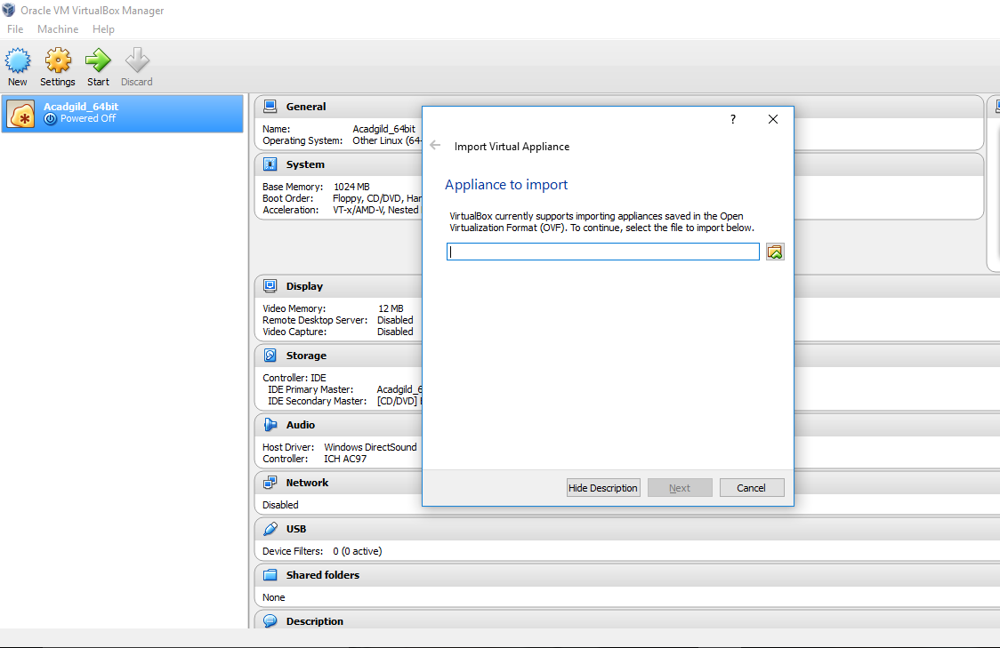 Oracle VM VirtualBox Manager
File Machine Help
New Settings Start Discard
Acadgild_64bit
Powered Off
General
Name: Acadgild_64bit
Operating System: Other Linux (64-
System
Base Memory: 1024 MB
Boot Order: Floppy, CD/DVD, Har
Acceleration: VT-x/AMD-V, Nested
Display
Video Memory: 12 MB
Remote Desktop Server: Disabled
Video Capture: Disabled
Storage
Controller: IDE
IDE Primary Master: Acadgild_6
IDE Secondary Master: [CD/DVD]
Audio
Host Driver: Windows DirectSound
Controller: ICH AC97
Network
Disabled
USB
Device Filters: 0 (0 active)
Shared folders
None
Description
?
Import Virtual Appliance
Appliance to import
VirtualBox currently supports importing appliances saved in the Open
Virtualization Format (OVF). To continue, select the file to import below.
Hide Description Next Cancel